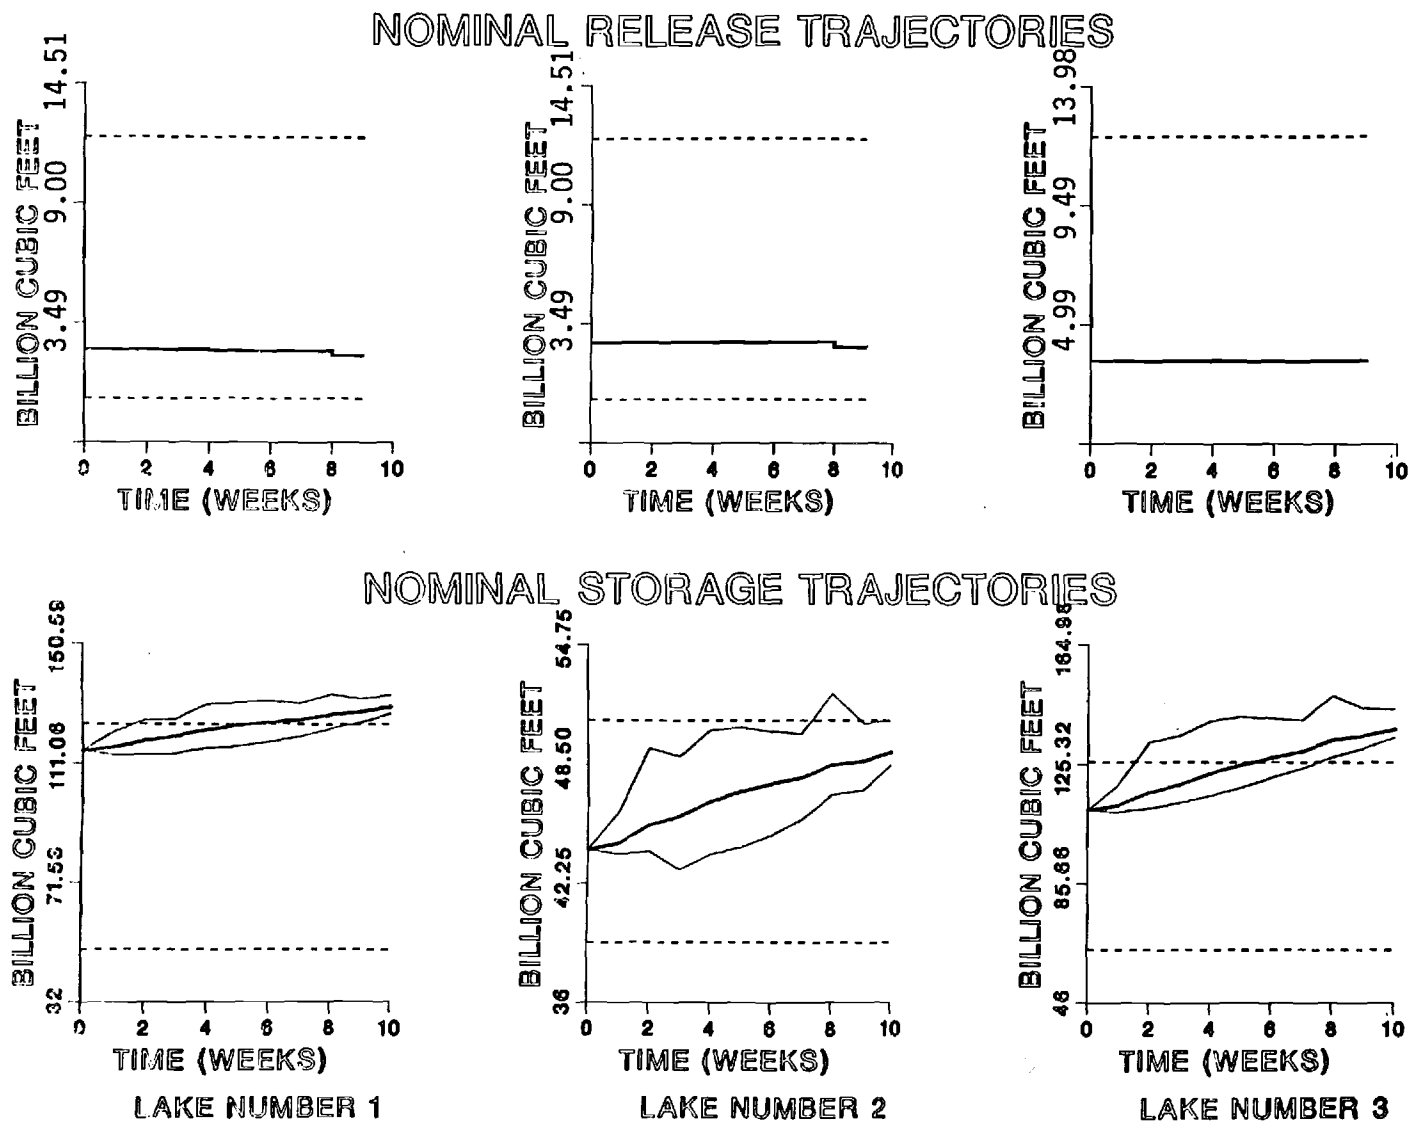 NOMINAL RELEASE TRAJECTORIES
BILLION CUBIC FEET
14.51
9.00
3.49
0 2 4 6 8 10
TIME (WEEKS)
BILLION CUBIC FEET
14.51
9.00
3.49
0 2 4 6 8 10
TIME (WEEKS)
BILLION CUBIC FEET
13.98
9.49
4.99
0 2 4 6 8 10
TIME (WEEKS)
NOMINAL STORAGE TRAJECTORIES
BILLION CUBIC FEET
150.59
111.06
71.53
32
0 2 4 6 8 10
TIME (WEEKS)
LAKE NUMBER 1
BILLION CUBIC FEET
54.75
48.50
42.25
36
0 2 4 6 8 10
TIME (WEEKS)
LAKE NUMBER 2
BILLION CUBIC FEET
164.98
125.32
85.66
46
0 2 4 6 8 10
TIME (WEEKS)
LAKE NUMBER 3